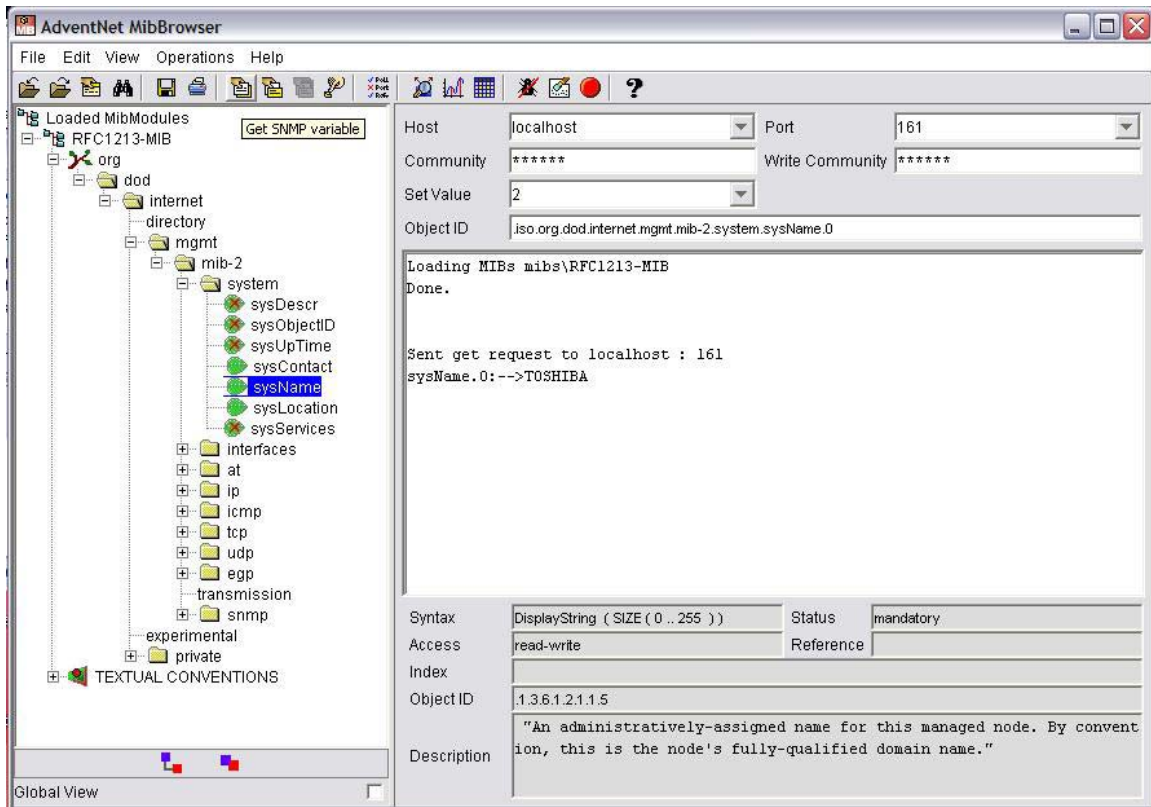 AdventNet MibBrowser
File Edit View Operations Help
Loaded MibModules
Get SNMP variable
RFC1213-MIB
org
dod
internet
directory
mgmt
mib-2
system
sysDescr
sysObjectID
sysUpTime
sysContact
sysName
sysLocation
sysServices
interfaces
at
ip
icmp
tcp
udp
egp
transmission
snmp
experimental
private
TEXTUAL CONVENTIONS
Global View
Host localhost Port 161
Community ****** Write Community ******
Set Value 2
Object ID .iso.org.dod.internet.mgmt.mib-2.system.sysName.0
Loading MIBs mibs\RFC1213-MIB
Done.
Sent get request to localhost : 161
sysName.0:-->TOSHIBA
Syntax DisplayString ( SIZE ( 0 .. 255 ) ) Status mandatory
Access read-write Reference
Index
Object ID .1.3.6.1.2.1.1.5
Description "An administratively-assigned name for this managed node. By convent
ion, this is the node's fully-qualified domain name."